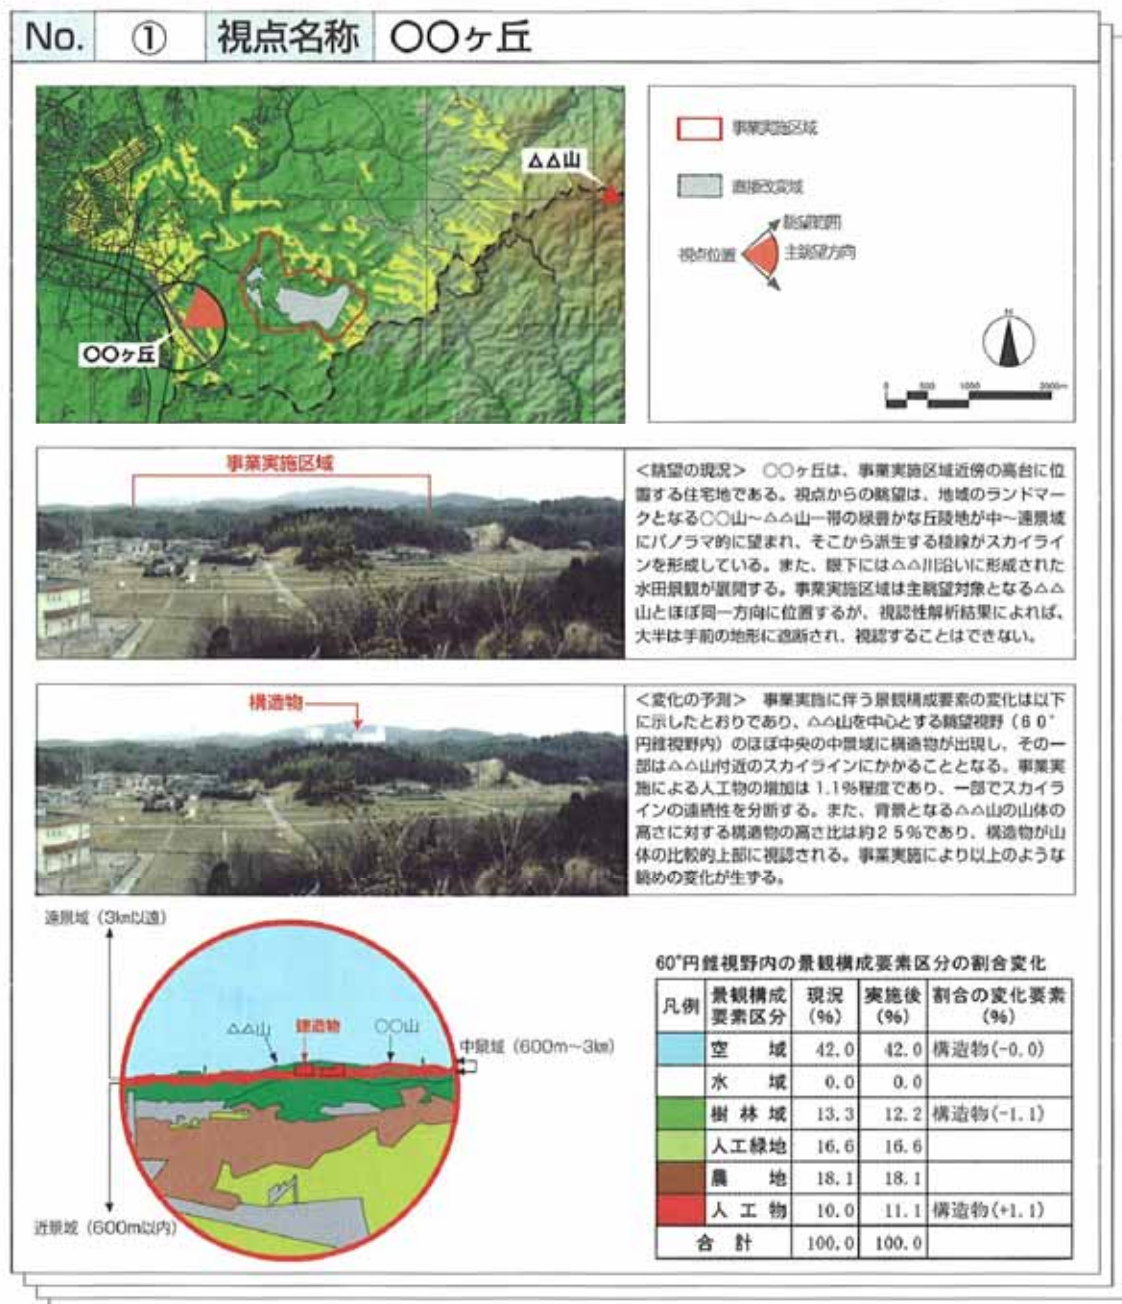 No. ① 視点名称 〇〇ヶ丘
△△山
〇〇ヶ丘
事業実施区域
直接改変域
眺望範囲
視点位置
主眺望方向
N
0 500 1000 2000m
事業実施区域
<眺望の現況> 〇〇ヶ丘は、事業実施区域近傍の高台に位
置する住宅地である。視点からの眺望は、地域のランドマー
クとなる〇〇山～△△山一帯の緑豊かな丘陵地が中～遠景域
にパノラマ的に望まれ、そこから派生する稜線がスカイライ
ンを形成している。また、眼下には△△川沿いに形成された
水田景観が展開する。事業実施区域は主眺望対象となる△△
山とほぼ同一方向に位置するが、視認性解析結果によれば、
大半は手前の地形に遮断され、視認することはできない。
構造物
<変化の予測> 事業実施に伴う景観構成要素の変化は以下
に示したとおりであり、△△山を中心とする眺望視野（60°
円錐視野内）のほぼ中央の中景域に構造物が出現し、その一
部は△△山付近のスカイラインにかかることとなる。事業実
施による人工物の増加は1.1%程度であり、一部でスカイラ
インの連続性を分断する。また、背景となる△△山の山体の
高さに対する構造物の高さ比は約25%であり、構造物が山
体の比較的上部に視認される。事業実施により以上のような
眺めの変化が生ずる。
遠景域（3km以遠）
△△山
建造物
〇〇山
中景域（600m～3km）
近景域（600m以内）
60°円錐視野内の景観構成要素区分の割合変化
凡例 景観構成要素区分 現況(%) 実施後(%) 割合の変化要素(%)
空域 42.0 42.0 構造物(-0.0)
水域 0.0 0.0
樹林域 13.3 12.2 構造物(-1.1)
人工緑地 16.6 16.6
農地 18.1 18.1
人工物 10.0 11.1 構造物(+1.1)
合計 100.0 100.0